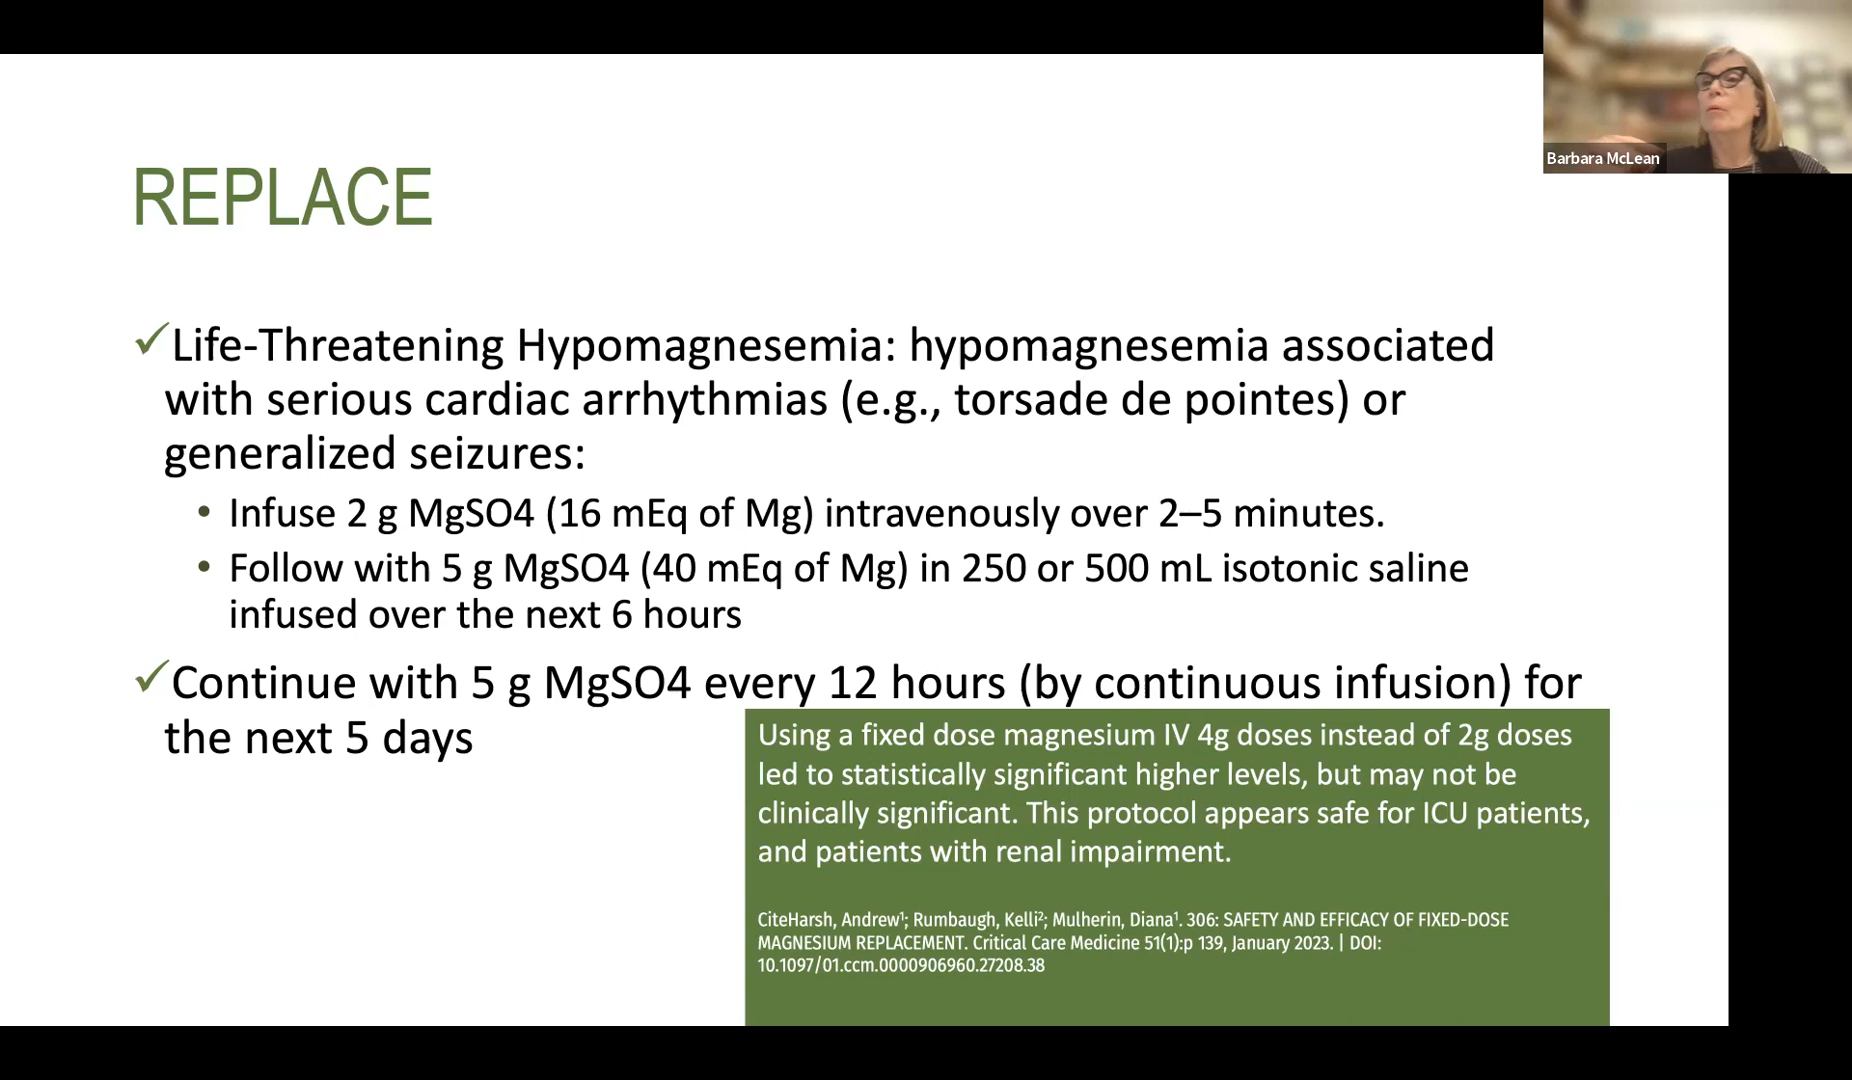 Barbara McLean
REPLACE
✓Life-Threatening Hypomagnesemia: hypomagnesemia associated
with serious cardiac arrhythmias (e.g., torsade de pointes) or
generalized seizures:
• Infuse 2 g MgSO4 (16 mEq of Mg) intravenously over 2–5 minutes.
• Follow with 5 g MgSO4 (40 mEq of Mg) in 250 or 500 mL isotonic saline
infused over the next 6 hours
✓Continue with 5 g MgSO4 every 12 hours (by continuous infusion) for
the next 5 days
Using a fixed dose magnesium IV 4g doses instead of 2g doses
led to statistically significant higher levels, but may not be
clinically significant. This protocol appears safe for ICU patients,
and patients with renal impairment.
CiteHarsh, Andrew¹; Rumbaugh, Kelli²; Mulherin, Diana¹. 306: SAFETY AND EFFICACY OF FIXED-DOSE
MAGNESIUM REPLACEMENT. Critical Care Medicine 51(1):p 139, January 2023. | DOI:
10.1097/01.ccm.0000906960.27208.38